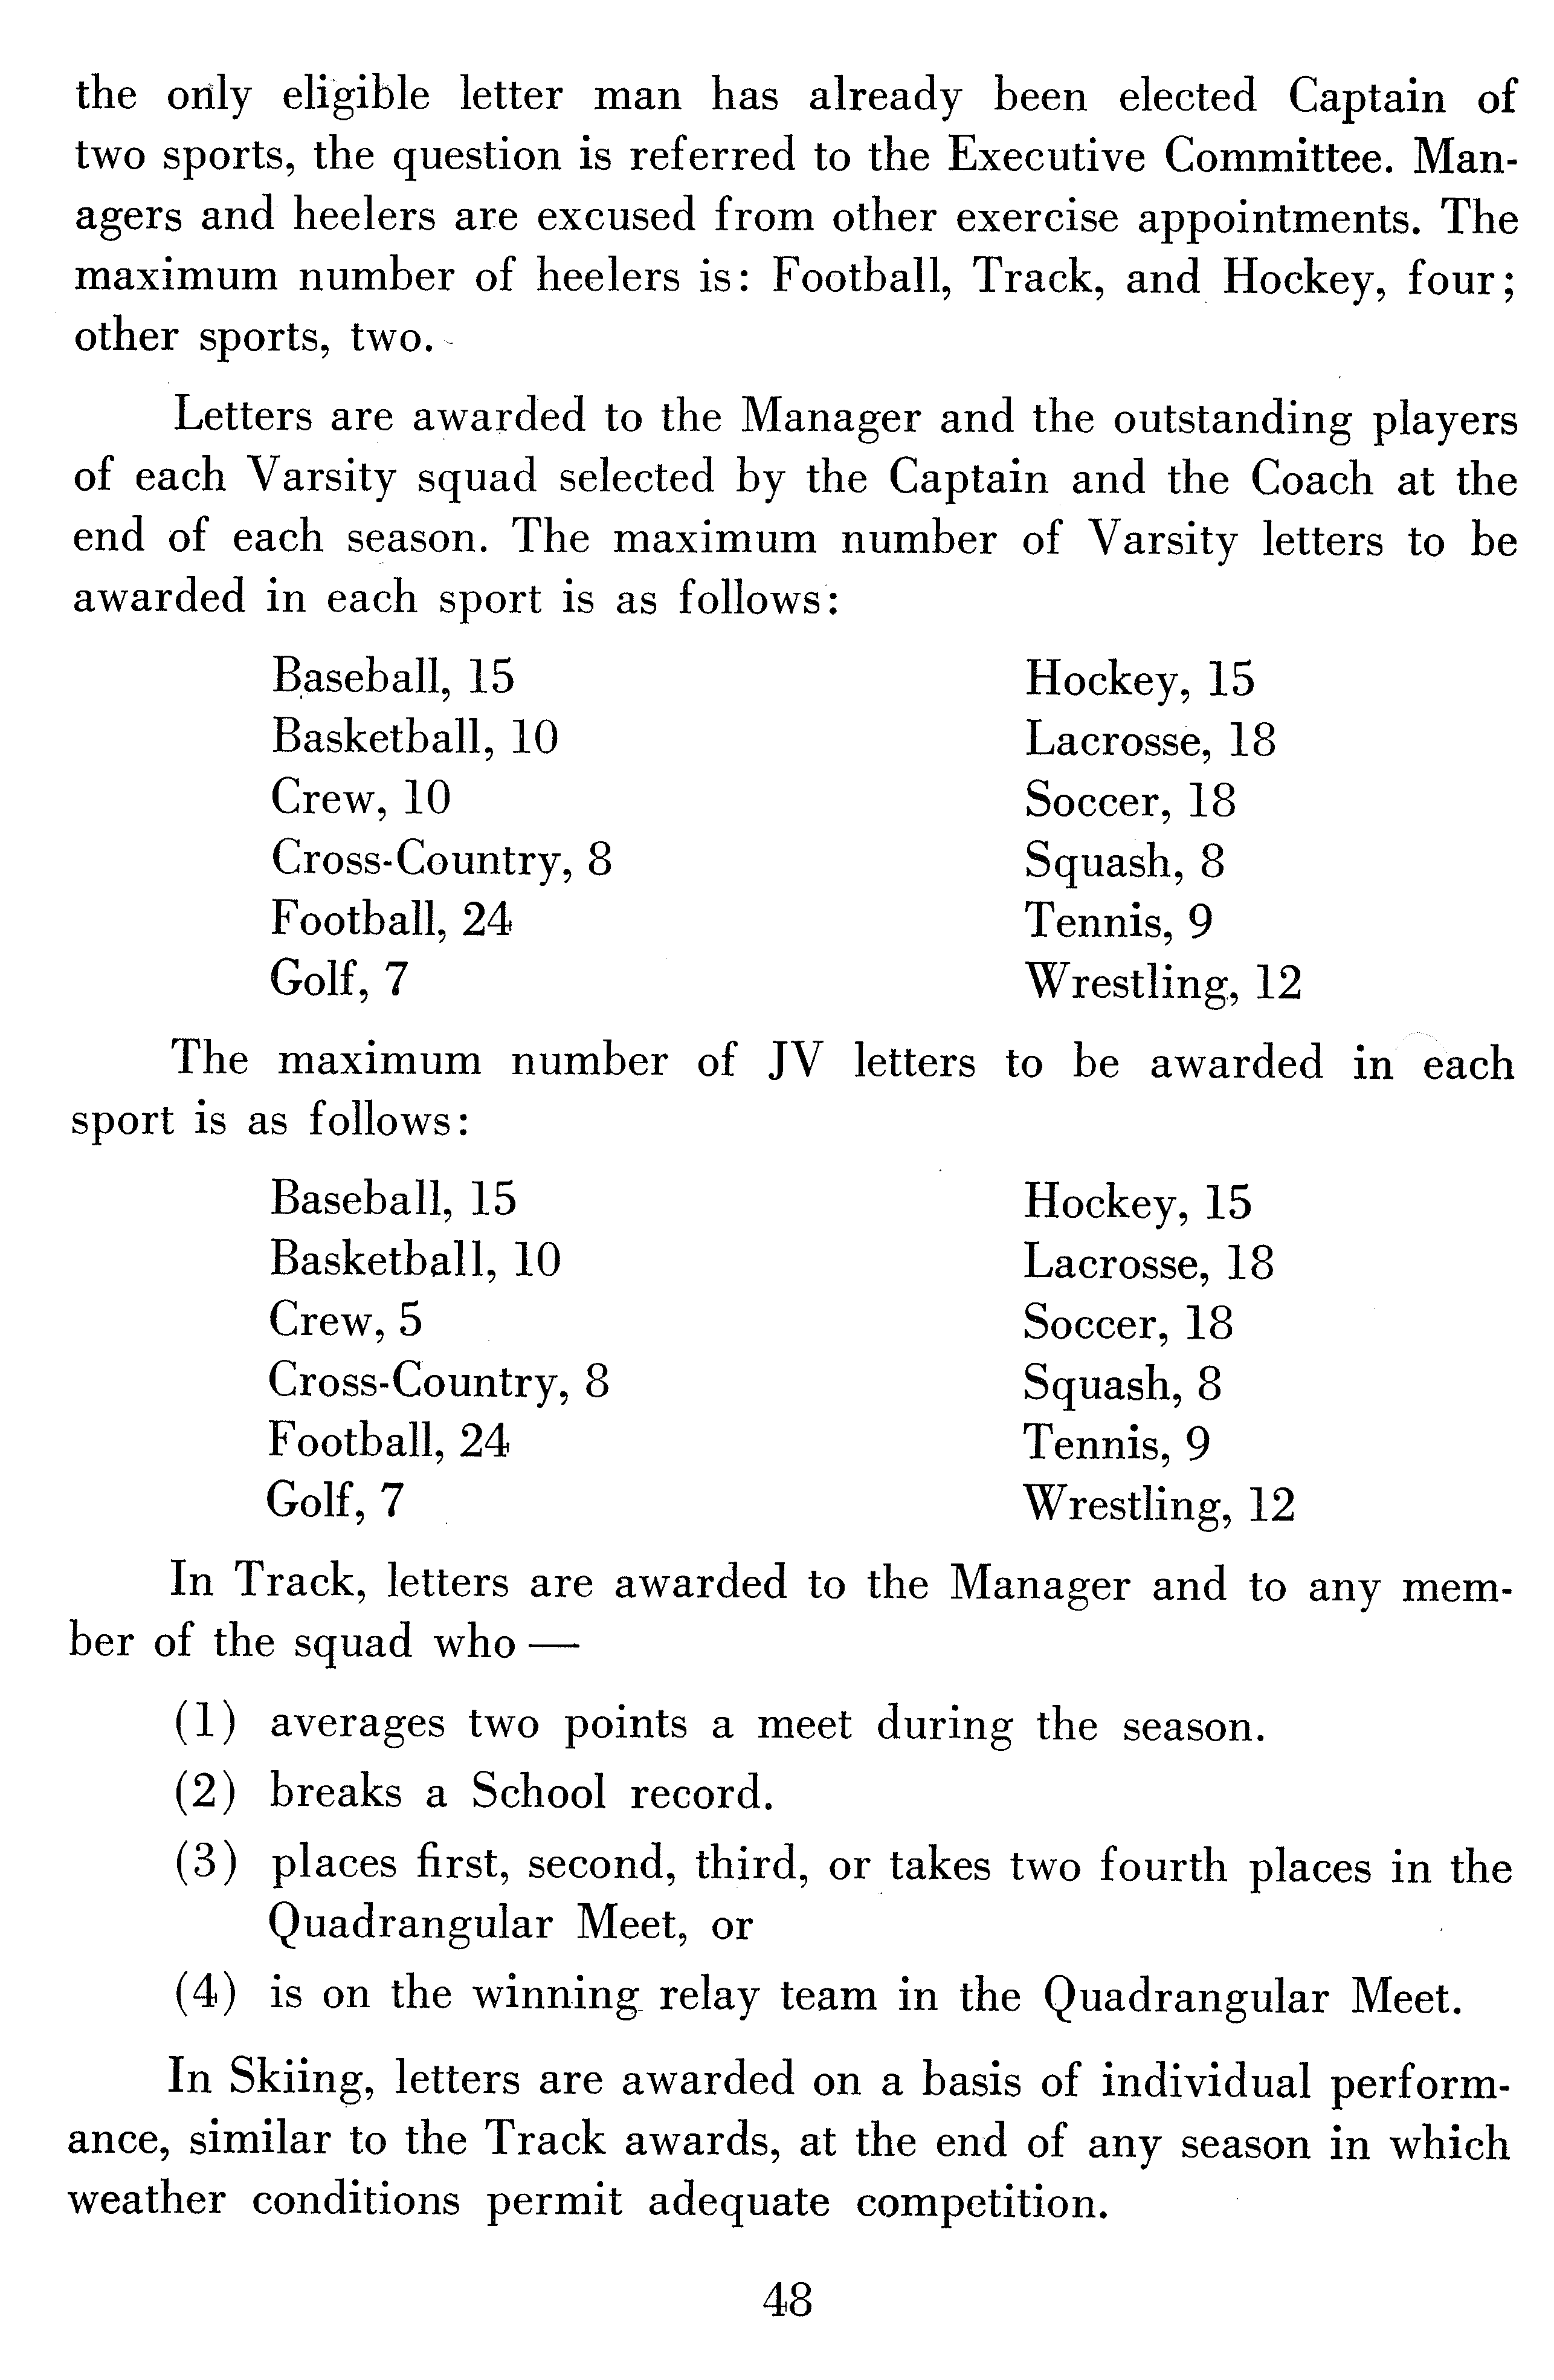 the only eligible letter man has already been elected Captain of
two sports, the question is referred to the Executive Committee. Man-
agers and heelers are excused from other exercise appointments. The
maximum number of heelers is: Football, Track, and Hockey, four;
other sports, two.
Letters are awarded to the Manager and the outstanding players
of each Varsity squad selected by the Captain and the Coach at the
end of each season. The maximum number of Varsity letters to be
awarded in each sport is as follows:
Baseball, 15
Basketball, 10
Crew, 10
Cross-Country, 8
Football, 24
Golf, 7
Hockey, 15
Lacrosse, 18
Soccer, 18
Squash, 8
Tennis, 9
Wrestling, 12
The maximum number of JV letters to be awarded in each
sport is as follows:
Baseball, 15
Basketball, 10
Crew, 5
Cross-Country, 8
Football, 24
Golf, 7
Hockey, 15
Lacrosse, 18
Soccer, 18
Squash, 8
Tennis, 9
Wrestling, 12
In Track, letters are awarded to the Manager and to any mem-
ber of the squad who —
(1) averages two points a meet during the season.
(2) breaks a School record.
(3) places first, second, third, or takes two fourth places in the
Quadrangular Meet, or
(4) is on the winning relay team in the Quadrangular Meet.
In Skiing, letters are awarded on a basis of individual perform-
ance, similar to the Track awards, at the end of any season in which
weather conditions permit adequate competition.
48